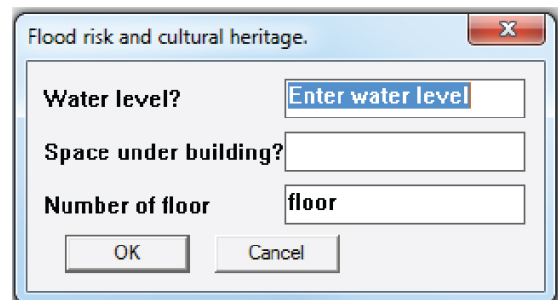 Flood risk and cultural heritage.
Water level? Enter water level
Space under building?
Number of floor floor
OK Cancel